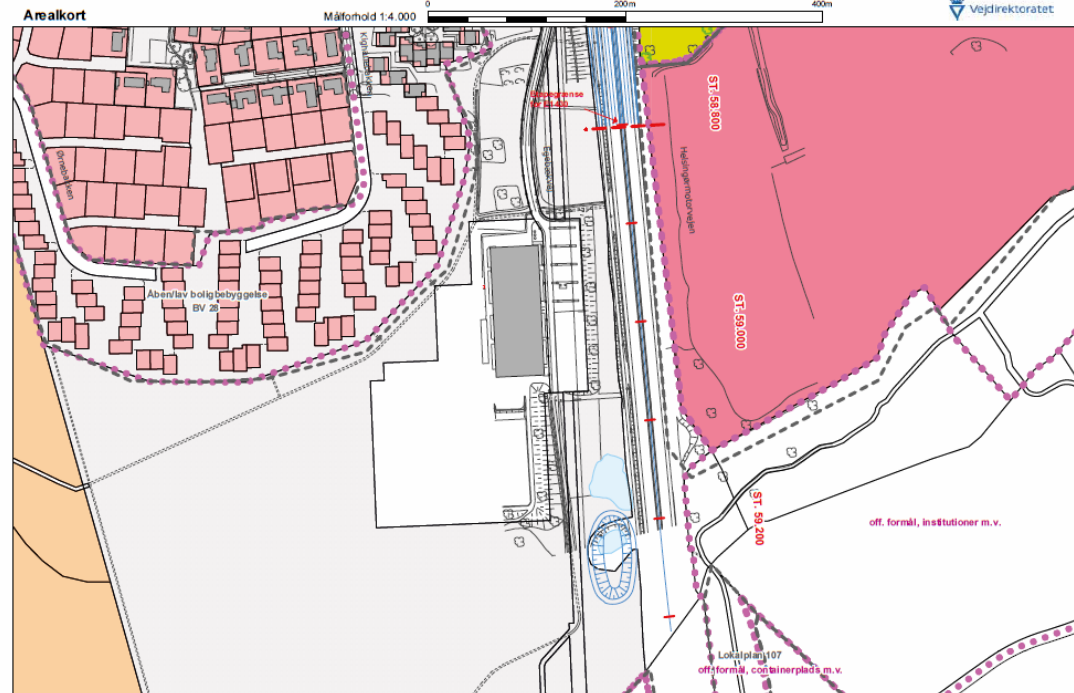 Arealkort
Målforhold 1:4.000
0
200m
400m
Vejdirektoratet
ST. 58.800
Helsingørmotorvejen
Ørnebakken
ST. 59.000
Åben/lav boligbebyggelse
BV 28
ST. 59.200
off. formål, institutioner m.v.
Lokalplan 107
off. formål, containerplads m.v.